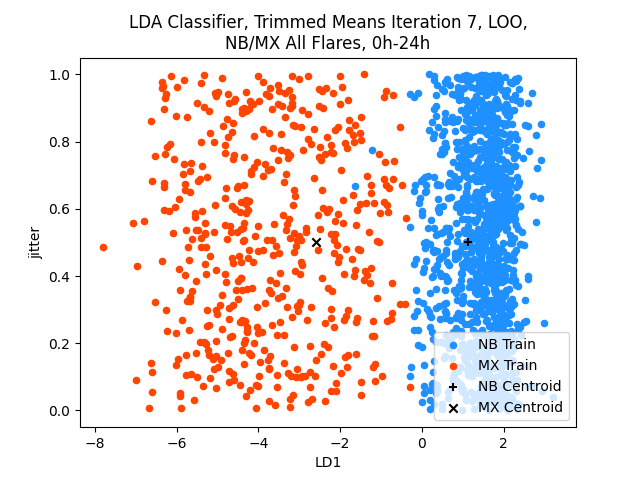 LDA Classifier, Trimmed Means Iteration 7, LOO,
NB/MX All Flares, 0h-24h
1.0
0.8
0.6
0.4
0.2
0.0
jitter
−8
−6
−4
−2
0
2
LD1
NB Train
MX Train
NB Centroid
MX Centroid